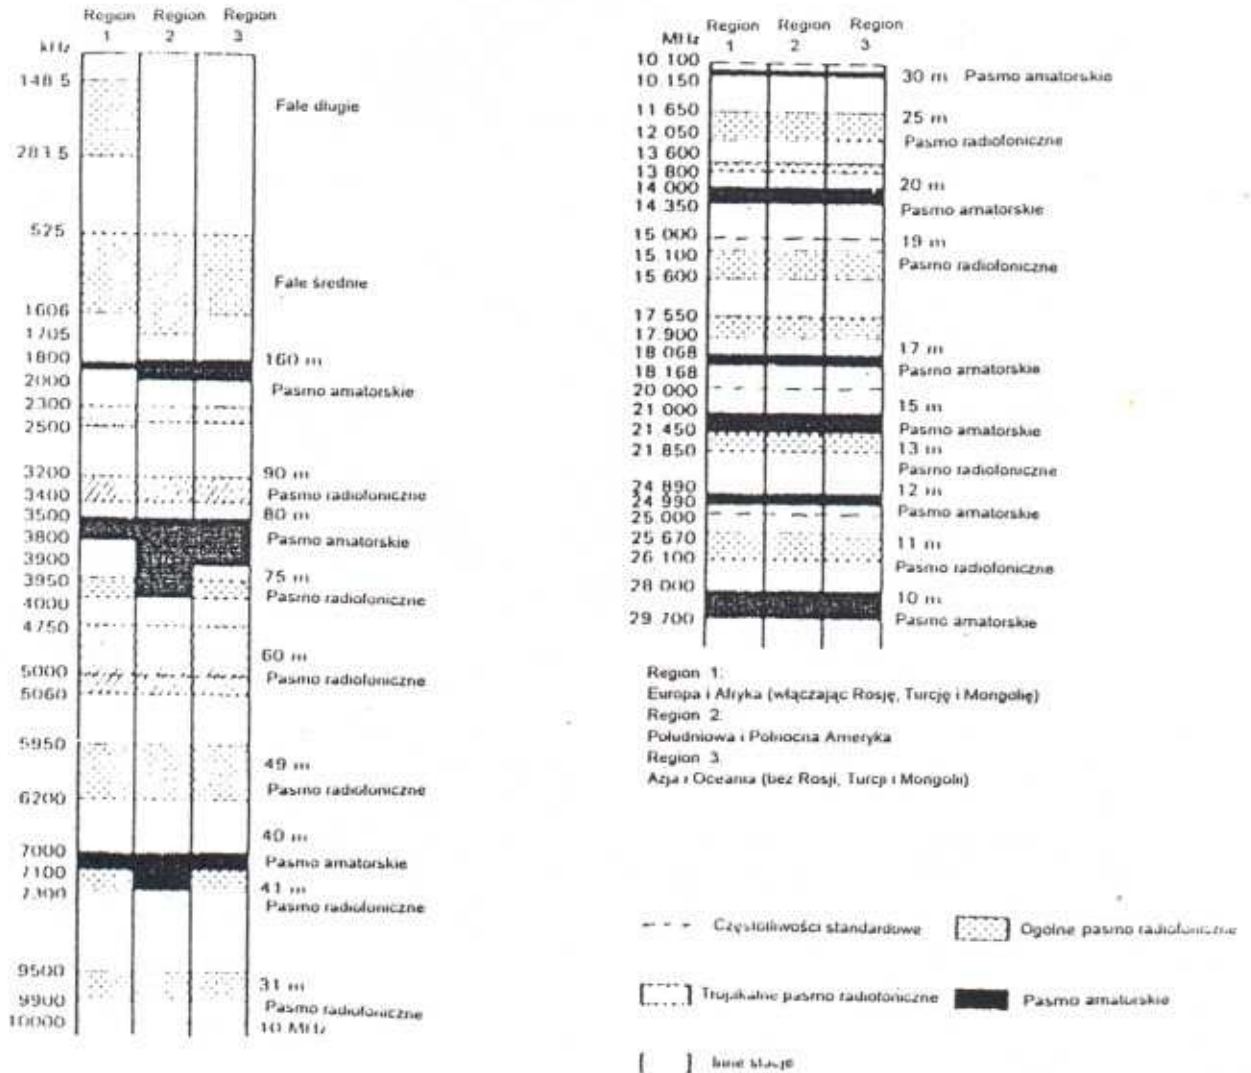 Region Region Region
1 2 3
kHz
148.5
Fale długie
281.5
525
Fale średnie
1606
1705
1800
160 m
2000
Pasmo amatorskie
2300
2500
3200
90 m
3400
Pasmo radiofoniczne
3500
80 m
3800
Pasmo amatorskie
3900
3950
75 m
4000
Pasmo radiofoniczne
4750
60 m
5000
Pasmo radiofoniczne
5060
5950
49 m
Pasmo radiofoniczne
6200
40 m
7000
Pasmo amatorskie
7100
7300
41 m
Pasmo radiofoniczne
9500
31 m
9900
Pasmo radiofoniczne
10000
10 MHz
Region Region Region
MHz 1 2 3
10 100
10 150
30 m Pasmo amatorskie
11 650
25 m
12 050
Pasmo radiofoniczne
13 600
13 800
14 000
20 m
14 350
Pasmo amatorskie
15 000
19 m
15 100
Pasmo radiofoniczne
15 600
17 550
17 900
18 068
17 m
18 168
Pasmo amatorskie
20 000
21 000
15 m
21 450
Pasmo amatorskie
21 850
13 m
Pasmo radiofoniczne
24 890
12 m
24 990
Pasmo amatorskie
25 000
25 670
11 m
26 100
Pasmo radiofoniczne
28 000
10 m
29 700
Pasmo amatorskie
Region 1:
Europa i Afryka (włączając Rosję, Turcję i Mongolię)
Region 2:
Południowa i Północna Ameryka
Region 3
Azja i Oceania (bez Rosji, Turcji i Mongolii)
Częstotliwości standardowe
Ogólne pasmo radiofoniczne
Tropikalne pasmo radiofoniczne
Pasmo amatorskie
Inne stacje